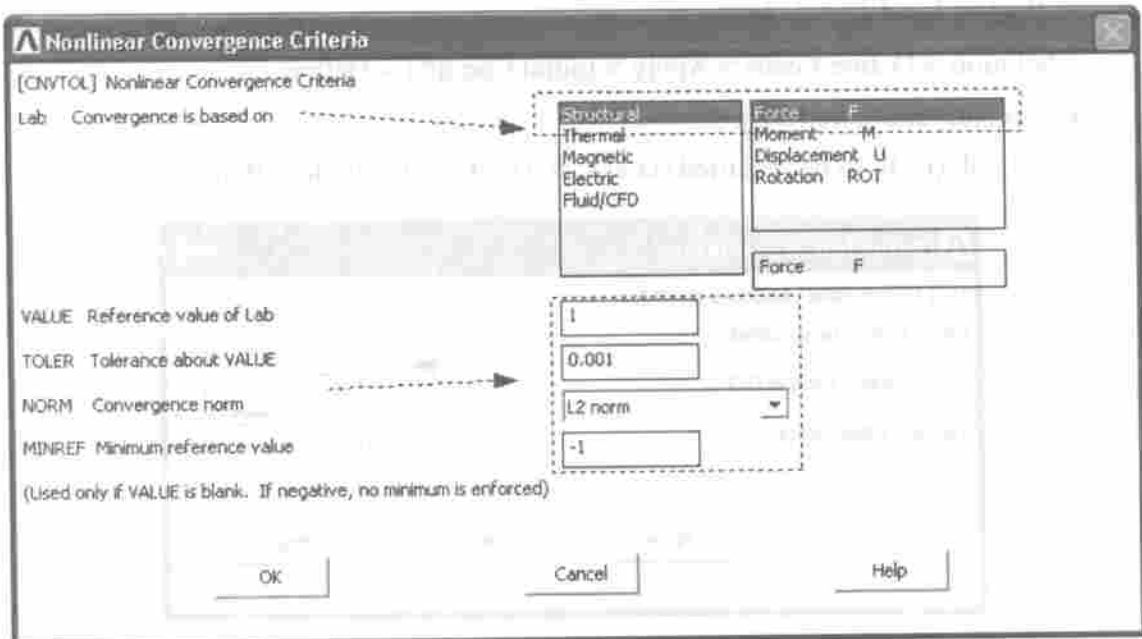 Nonlinear Convergence Criteria
[CNVTOL] Nonlinear Convergence Criteria
Lab Convergence is based on
Structural
Thermal
Magnetic
Electric
Fluid/CFD
Force F
Moment M
Displacement U
Rotation ROT
Force F
VALUE Reference value of Lab
1
TOLER Tolerance about VALUE
0.001
NORM Convergence norm
L2 norm
MINREF Minimum reference value
-1
(Used only if VALUE is blank. If negative, no minimum is enforced)
OK
Cancel
Help